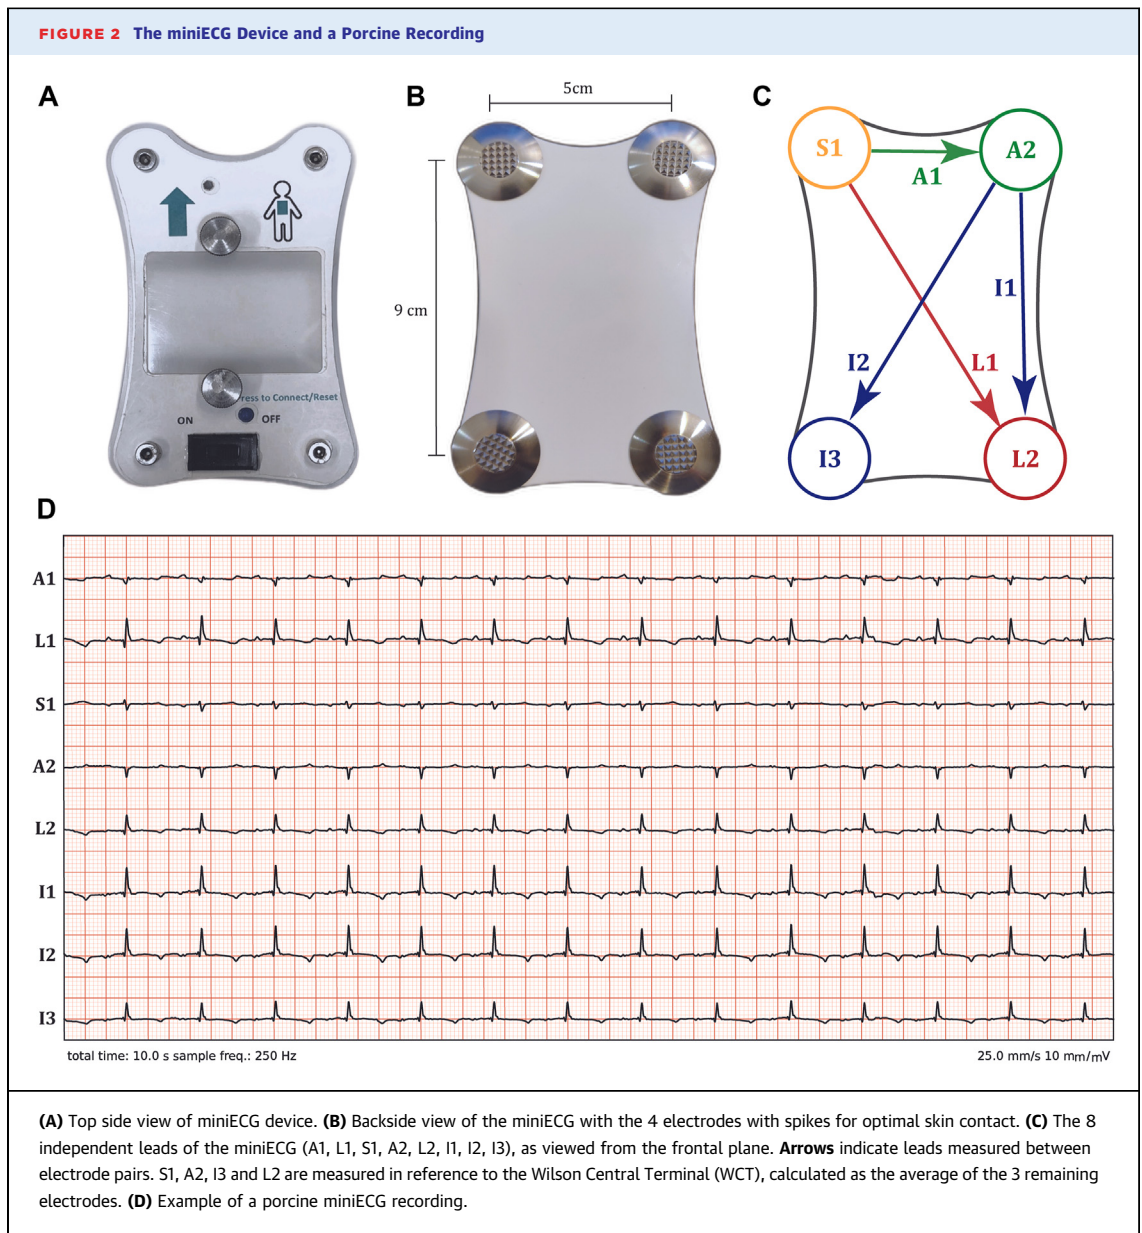 FIGURE 2 The miniECG Device and a Porcine Recording
A
ress to Connect/Reset
ON
OFF
B
5cm
9 cm
C
S1
A2
A1
I1
I2
L1
I3
L2
D
A1
L1
S1
A2
L2
I1
I2
I3
total time: 10.0 s sample freq.: 250 Hz
25.0 mm/s 10 mm/mV
(A) Top side view of miniECG device. (B) Backside view of the miniECG with the 4 electrodes with spikes for optimal skin contact. (C) The 8
independent leads of the miniECG (A1, L1, S1, A2, L2, I1, I2, I3), as viewed from the frontal plane. Arrows indicate leads measured between
electrode pairs. S1, A2, I3 and L2 are measured in reference to the Wilson Central Terminal (WCT), calculated as the average of the 3 remaining
electrodes. (D) Example of a porcine miniECG recording.